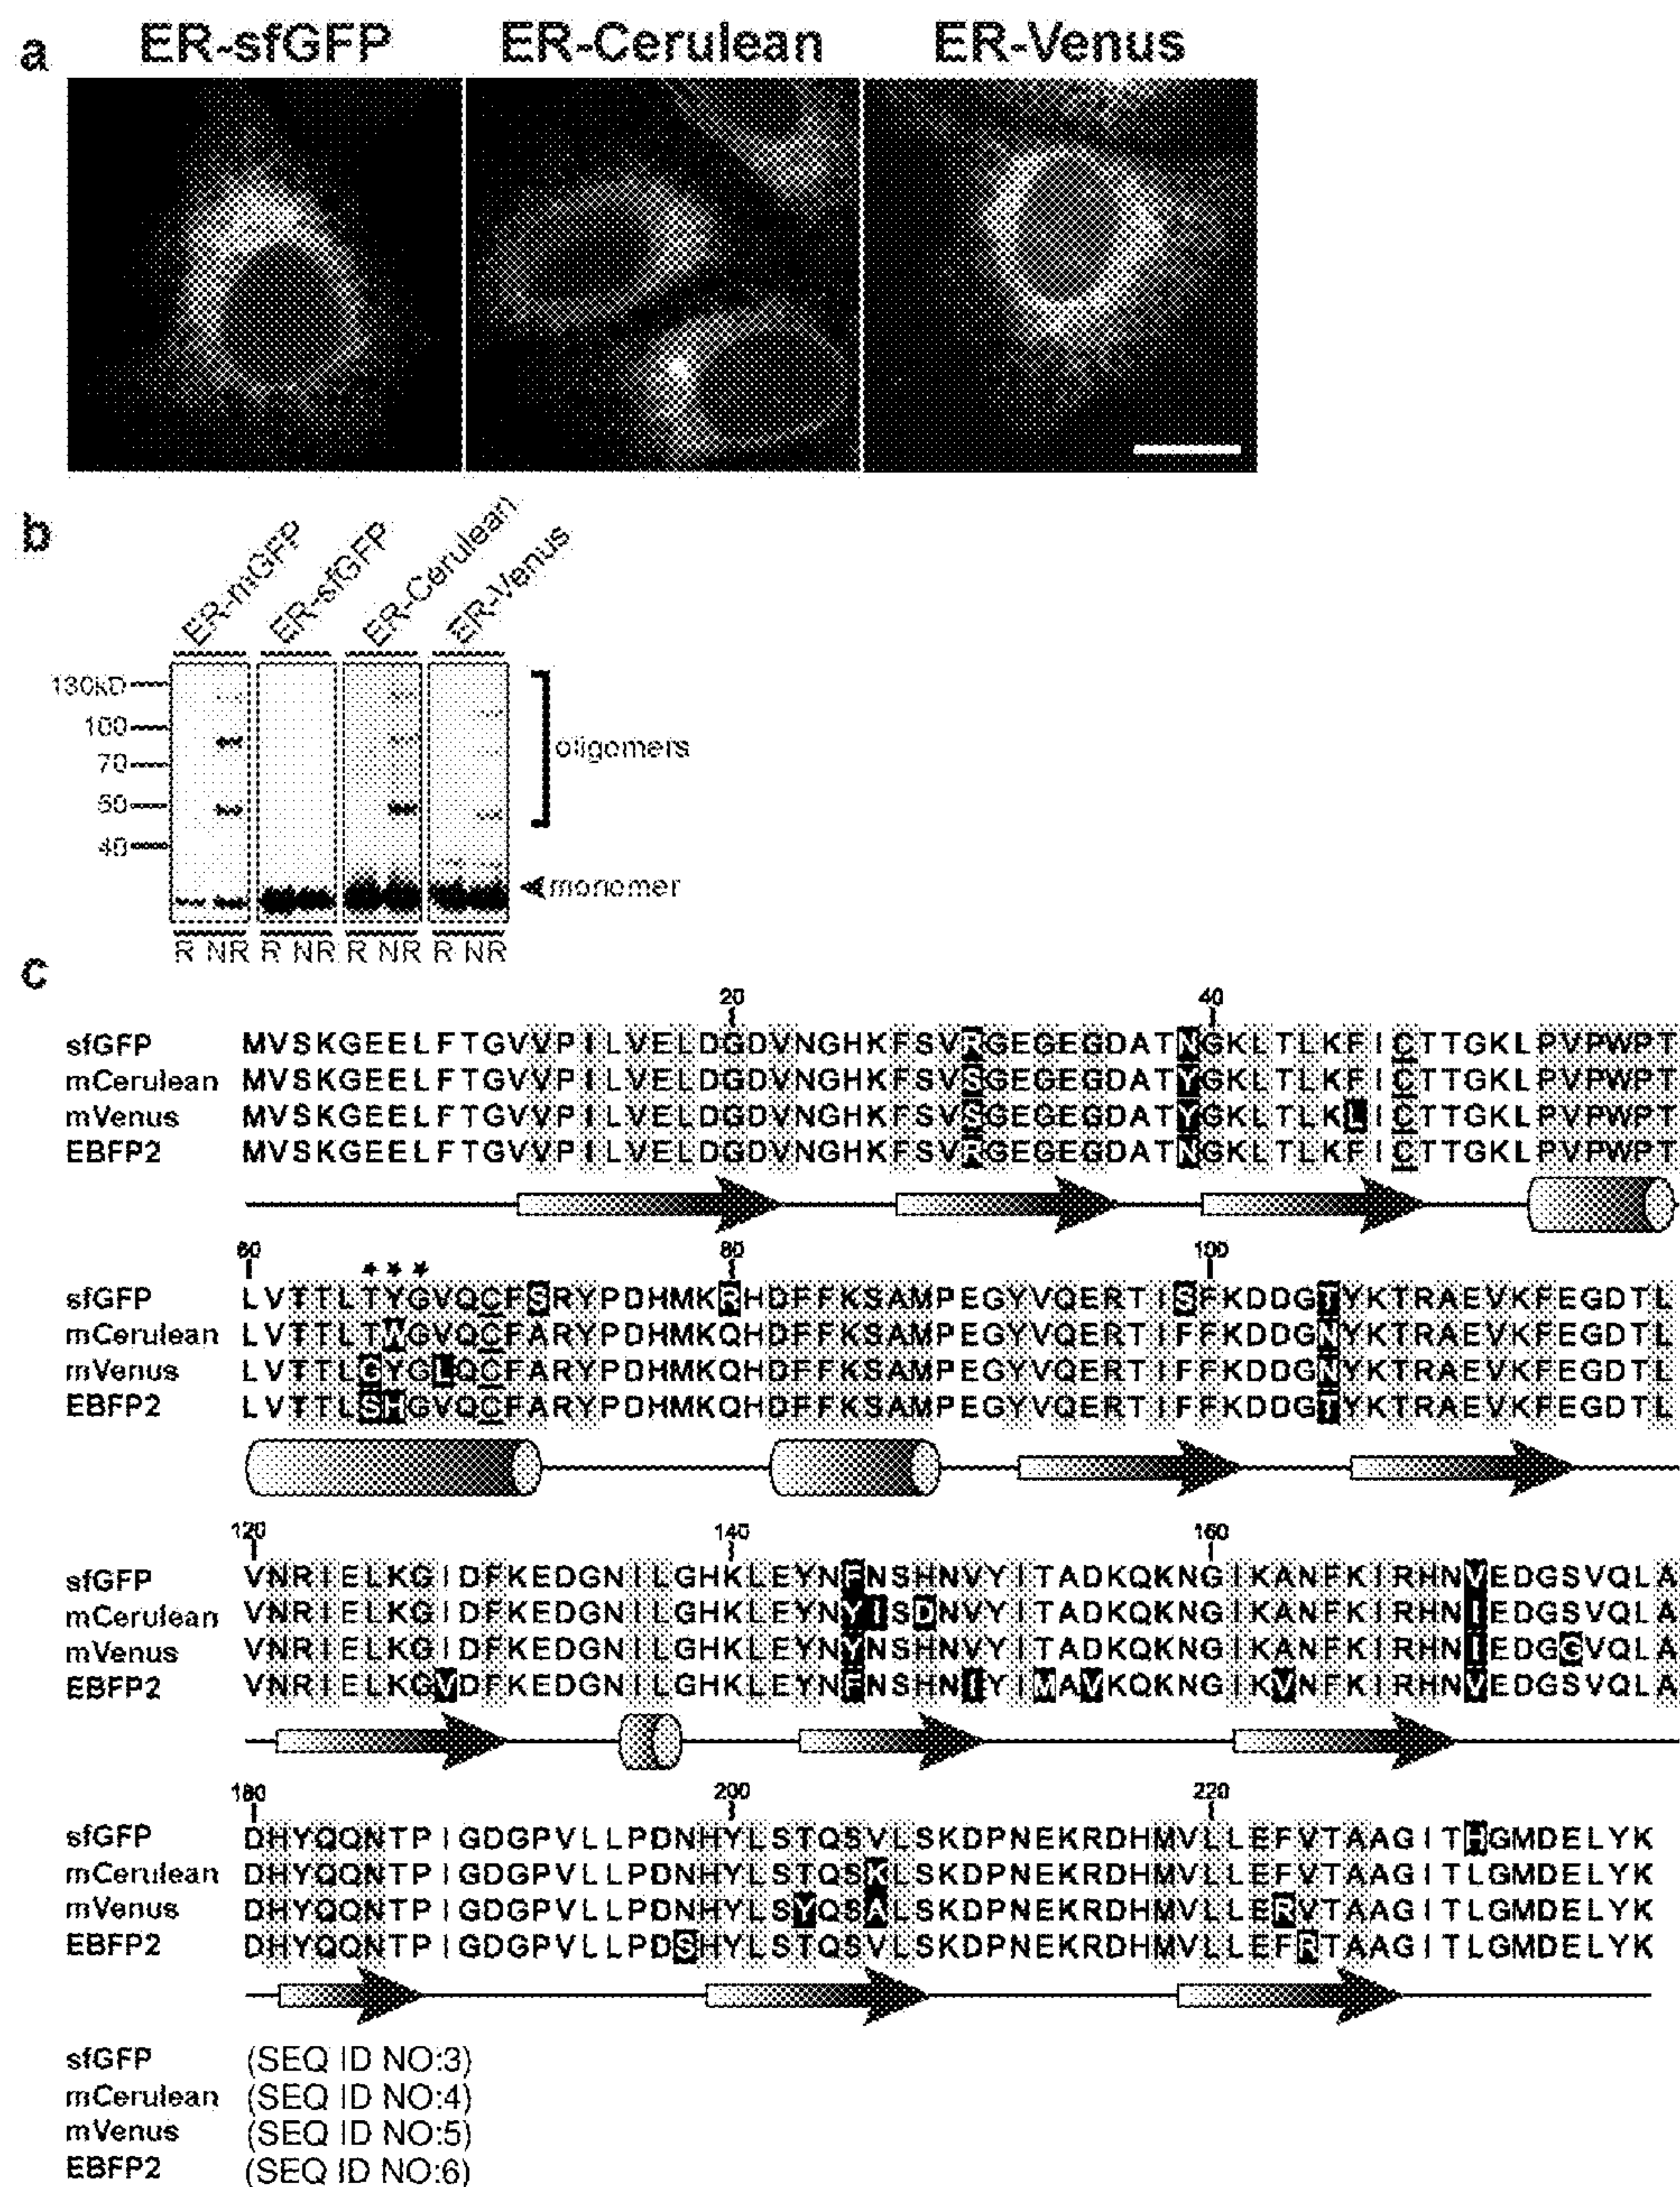 a
ER-sfGFP ER-Cerulean ER-Venus
b
ER-mGFP ER-sfGFP ER-Cerulean ER-Venus
130kD
100
70
50
40
oligomers
monomer
R NR R NR R NR R NR
c
20 40
sfGFP MVSKGEELFTGVVPILVELDGDVNGHKFSVRGEGEGDATNGKLTLKFICTTGKLPVPWPT
mCerulean MVSKGEELFTGVVPILVELDGDVNGHKFSVSGEGEGDATYGKLTLKFICTTGKLPVPWPT
mVenus MVSKGEELFTGVVPILVELDGDVNGHKFSVSGEGEGDATYGKLTLKLICTTGKLPVPWPT
EBFP2 MVSKGEELFTGVVPILVELDGDVNGHKFSVRGEGEGDATNGKLTLKFICTTGKLPVPWPT
60 80 100
★ ★ ★
sfGFP LVTTLTYGVQCFSRYPDHMKRHDFFKSAMPEGYVQERTISFKDDGTYKTRAEVKFEGDTL
mCerulean LVTTLTWGVQCFARYPDHMKQHDFFKSAMPEGYVQERTIFFKDDGNYKTRAEVKFEGDTL
mVenus LVTTLGYGLQCFARYPDHMKQHDFFKSAMPEGYVQERTIFFKDDGNYKTRAEVKFEGDTL
EBFP2 LVTTLSHGVQCFARYPDHMKQHDFFKSAMPEGYVQERTIFFKDDGTYKTRAEVKFEGDTL
120 140 160
sfGFP VNRIELKGIDFKEDGNILGHKLEYNFNSHNVYITADKQKNGIKANFKIRHNVEDGSVQLA
mCerulean VNRIELKGIDFKEDGNILGHKLEYNYISDNVYITADKQKNGIKANFKIRHNIEDGSVQLA
mVenus VNRIELKGIDFKEDGNILGHKLEYNYNSHNVYITADKQKNGIKANFKIRHNIEDGGVQLA
EBFP2 VNRIELKGVDFKEDGNILGHKLEYNFNSHNIYIMAVKQKNGIKVNFKIRHNVEDGSVQLA
180 200 220
sfGFP DHYQQNTPIGDGPVLLPDNHYLSTQSVLSKDPNEKRDHMVLLEFVTAAGITHGMDELYK
mCerulean DHYQQNTPIGDGPVLLPDNHYLSTQSKLSKDPNEKRDHMVLLEFVTAAGITLGMDELYK
mVenus DHYQQNTPIGDGPVLLPDNHYLSYQSALSKDPNEKRDHMVLLERVTAAGITLGMDELYK
EBFP2 DHYQQNTPIGDGPVLLPDSHYLSTQSVLSKDPNEKRDHMVLLEFRTAAGITLGMDELYK
sfGFP (SEQ ID NO:3)
mCerulean (SEQ ID NO:4)
mVenus (SEQ ID NO:5)
EBFP2 (SEQ ID NO:6)